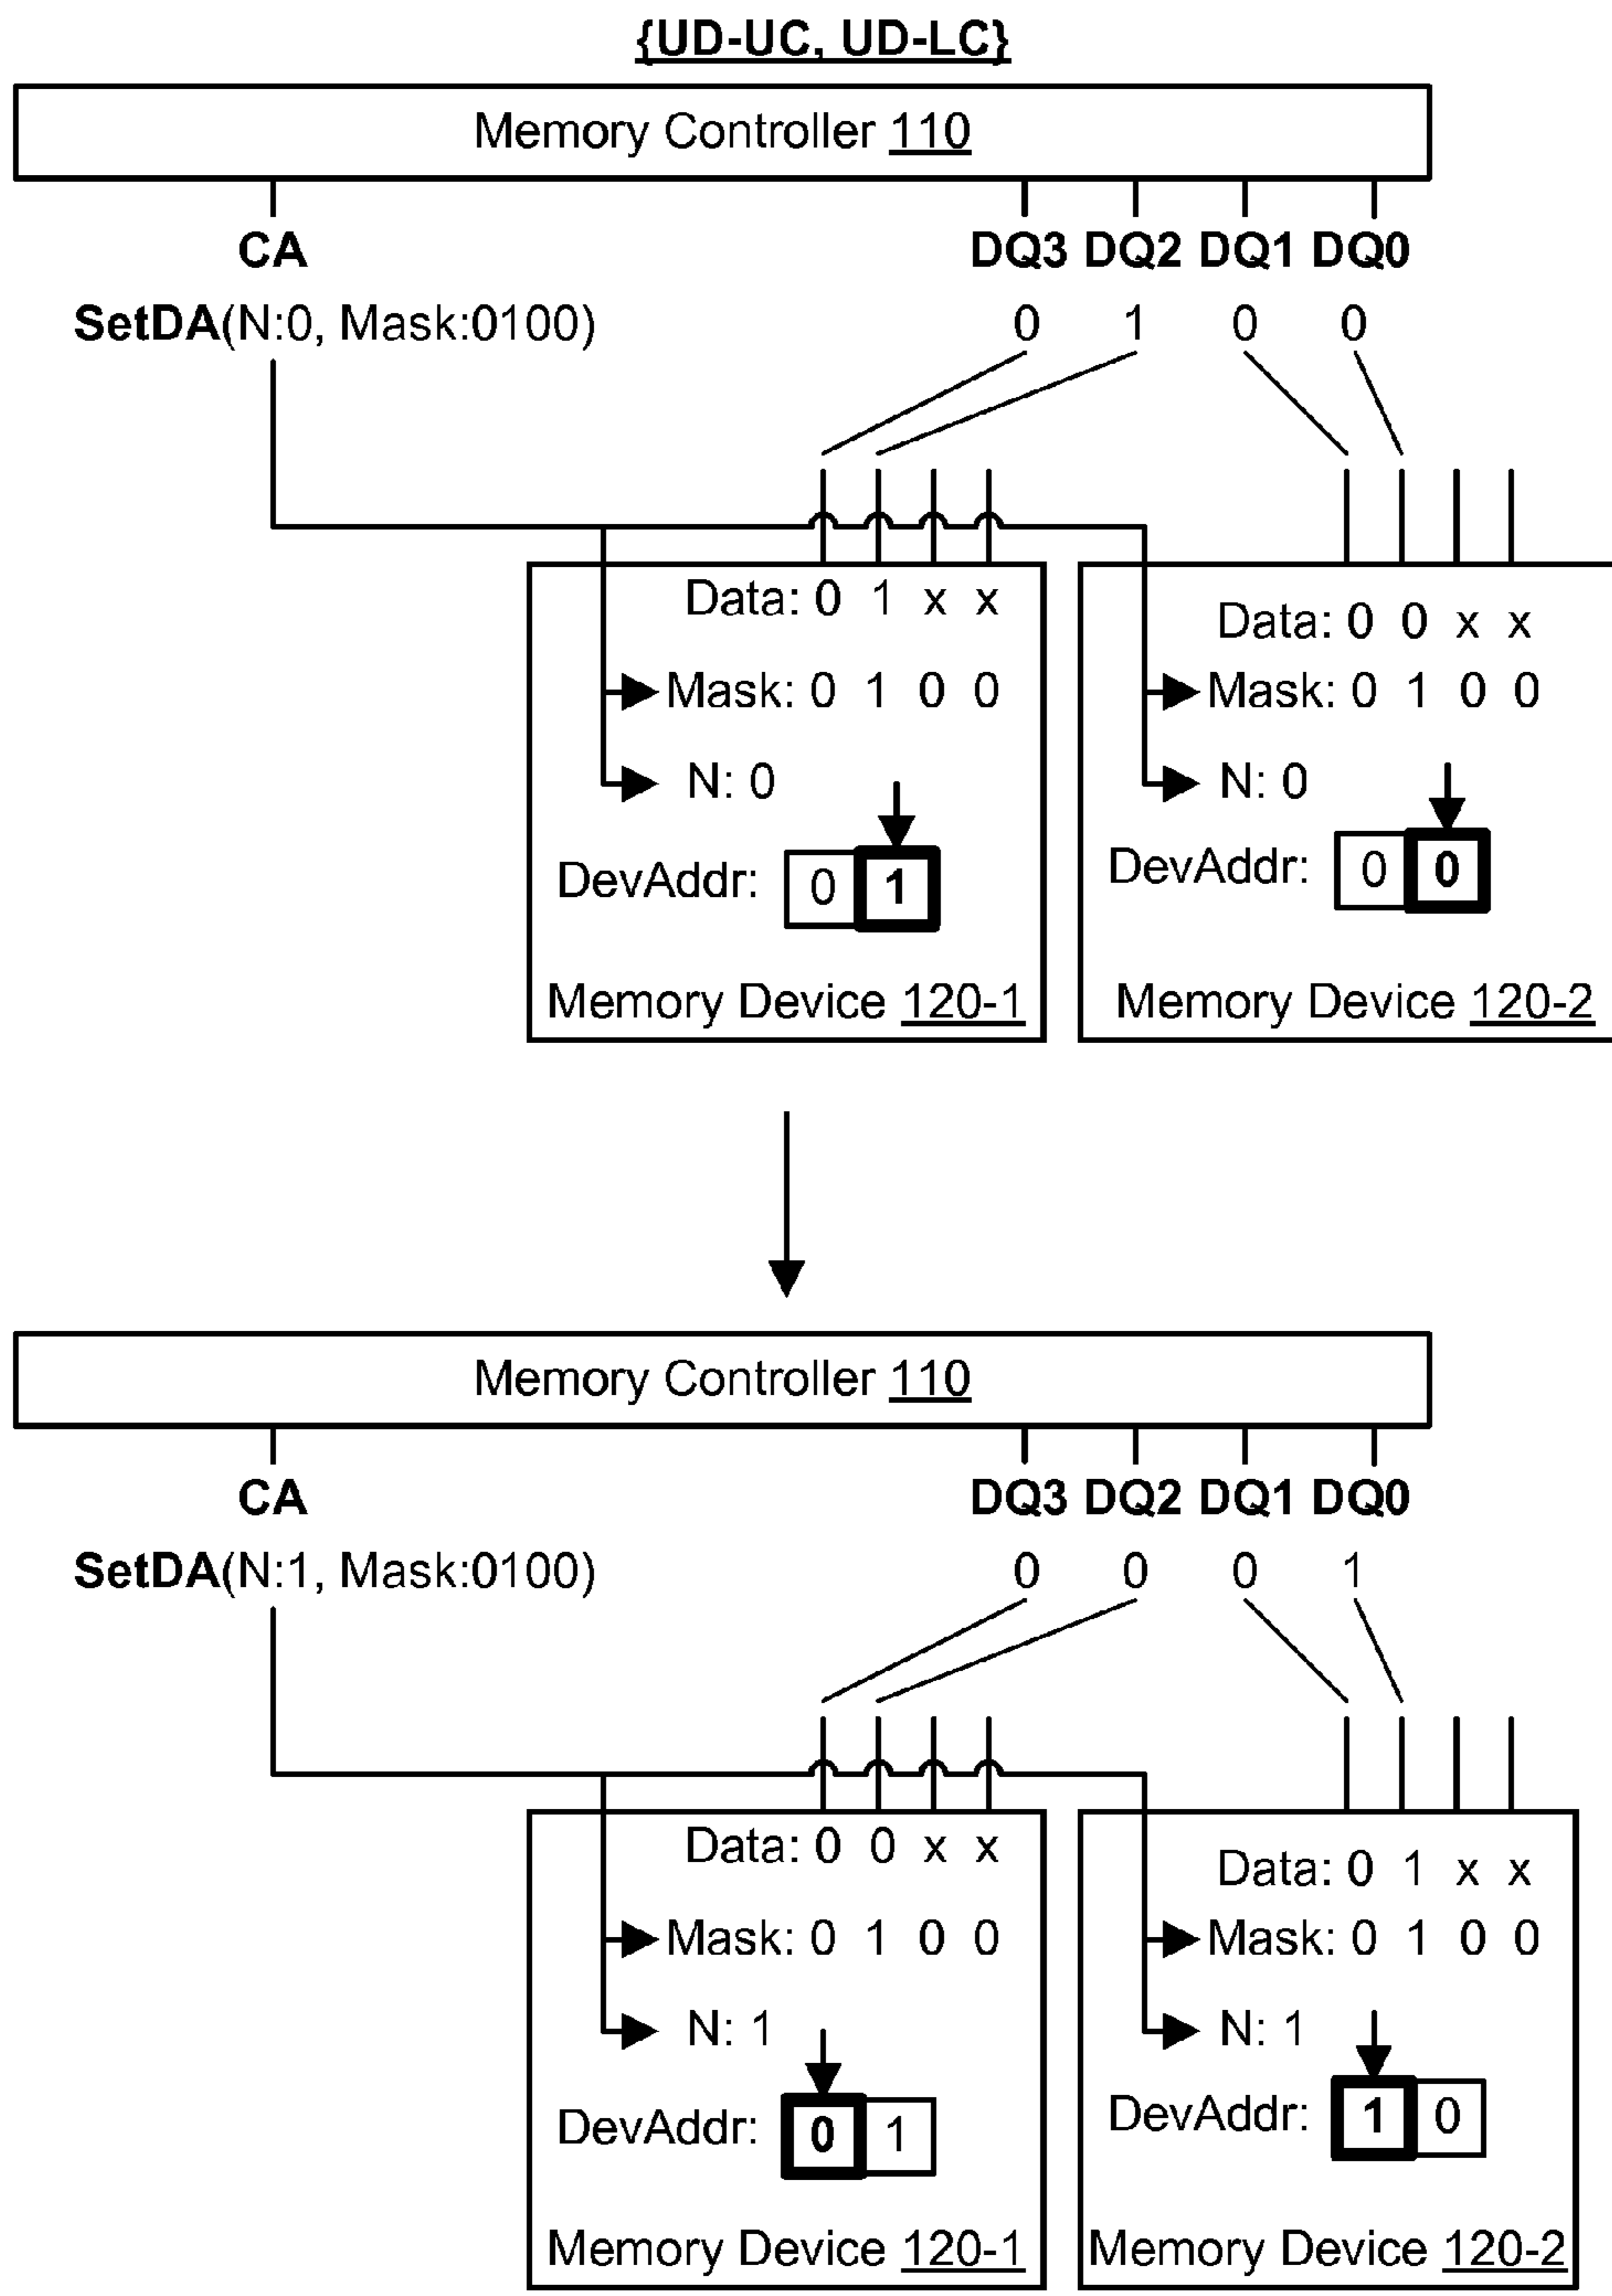 {UD-UC, UD-LC}
Memory Controller 110
CA DQ3 DQ2 DQ1 DQ0
SetDA(N:0, Mask:0100) 0 1 0 0
Data: 0 1 x x
Data: 0 0 x x
Mask: 0 1 0 0
Mask: 0 1 0 0
N: 0
N: 0
DevAddr: 0 1
DevAddr: 0 0
Memory Device 120-1
Memory Device 120-2
Memory Controller 110
CA DQ3 DQ2 DQ1 DQ0
SetDA(N:1, Mask:0100) 0 0 0 1
Data: 0 0 x x
Data: 0 1 x x
Mask: 0 1 0 0
Mask: 0 1 0 0
N: 1
N: 1
DevAddr: 0 1
DevAddr: 1 0
Memory Device 120-1
Memory Device 120-2